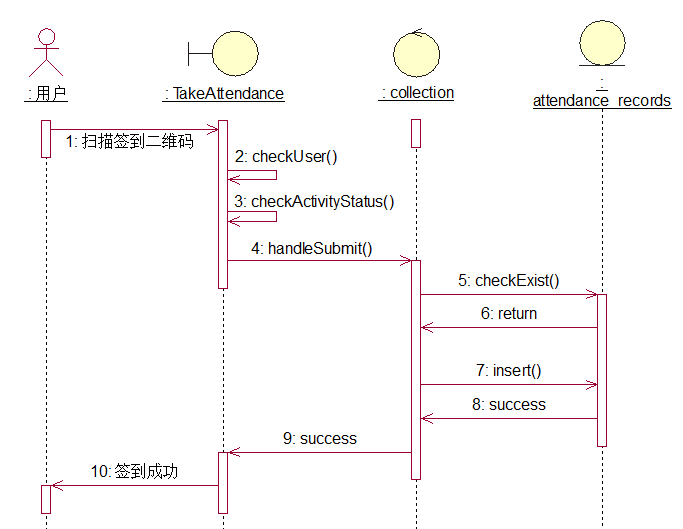 : 用户
: TakeAttendance
: collection
:
attendance_records
1: 扫描签到二维码
2: checkUser()
3: checkActivityStatus()
4: handleSubmit()
5: checkExist()
6: return
7: insert()
8: success
9: success
10: 签到成功